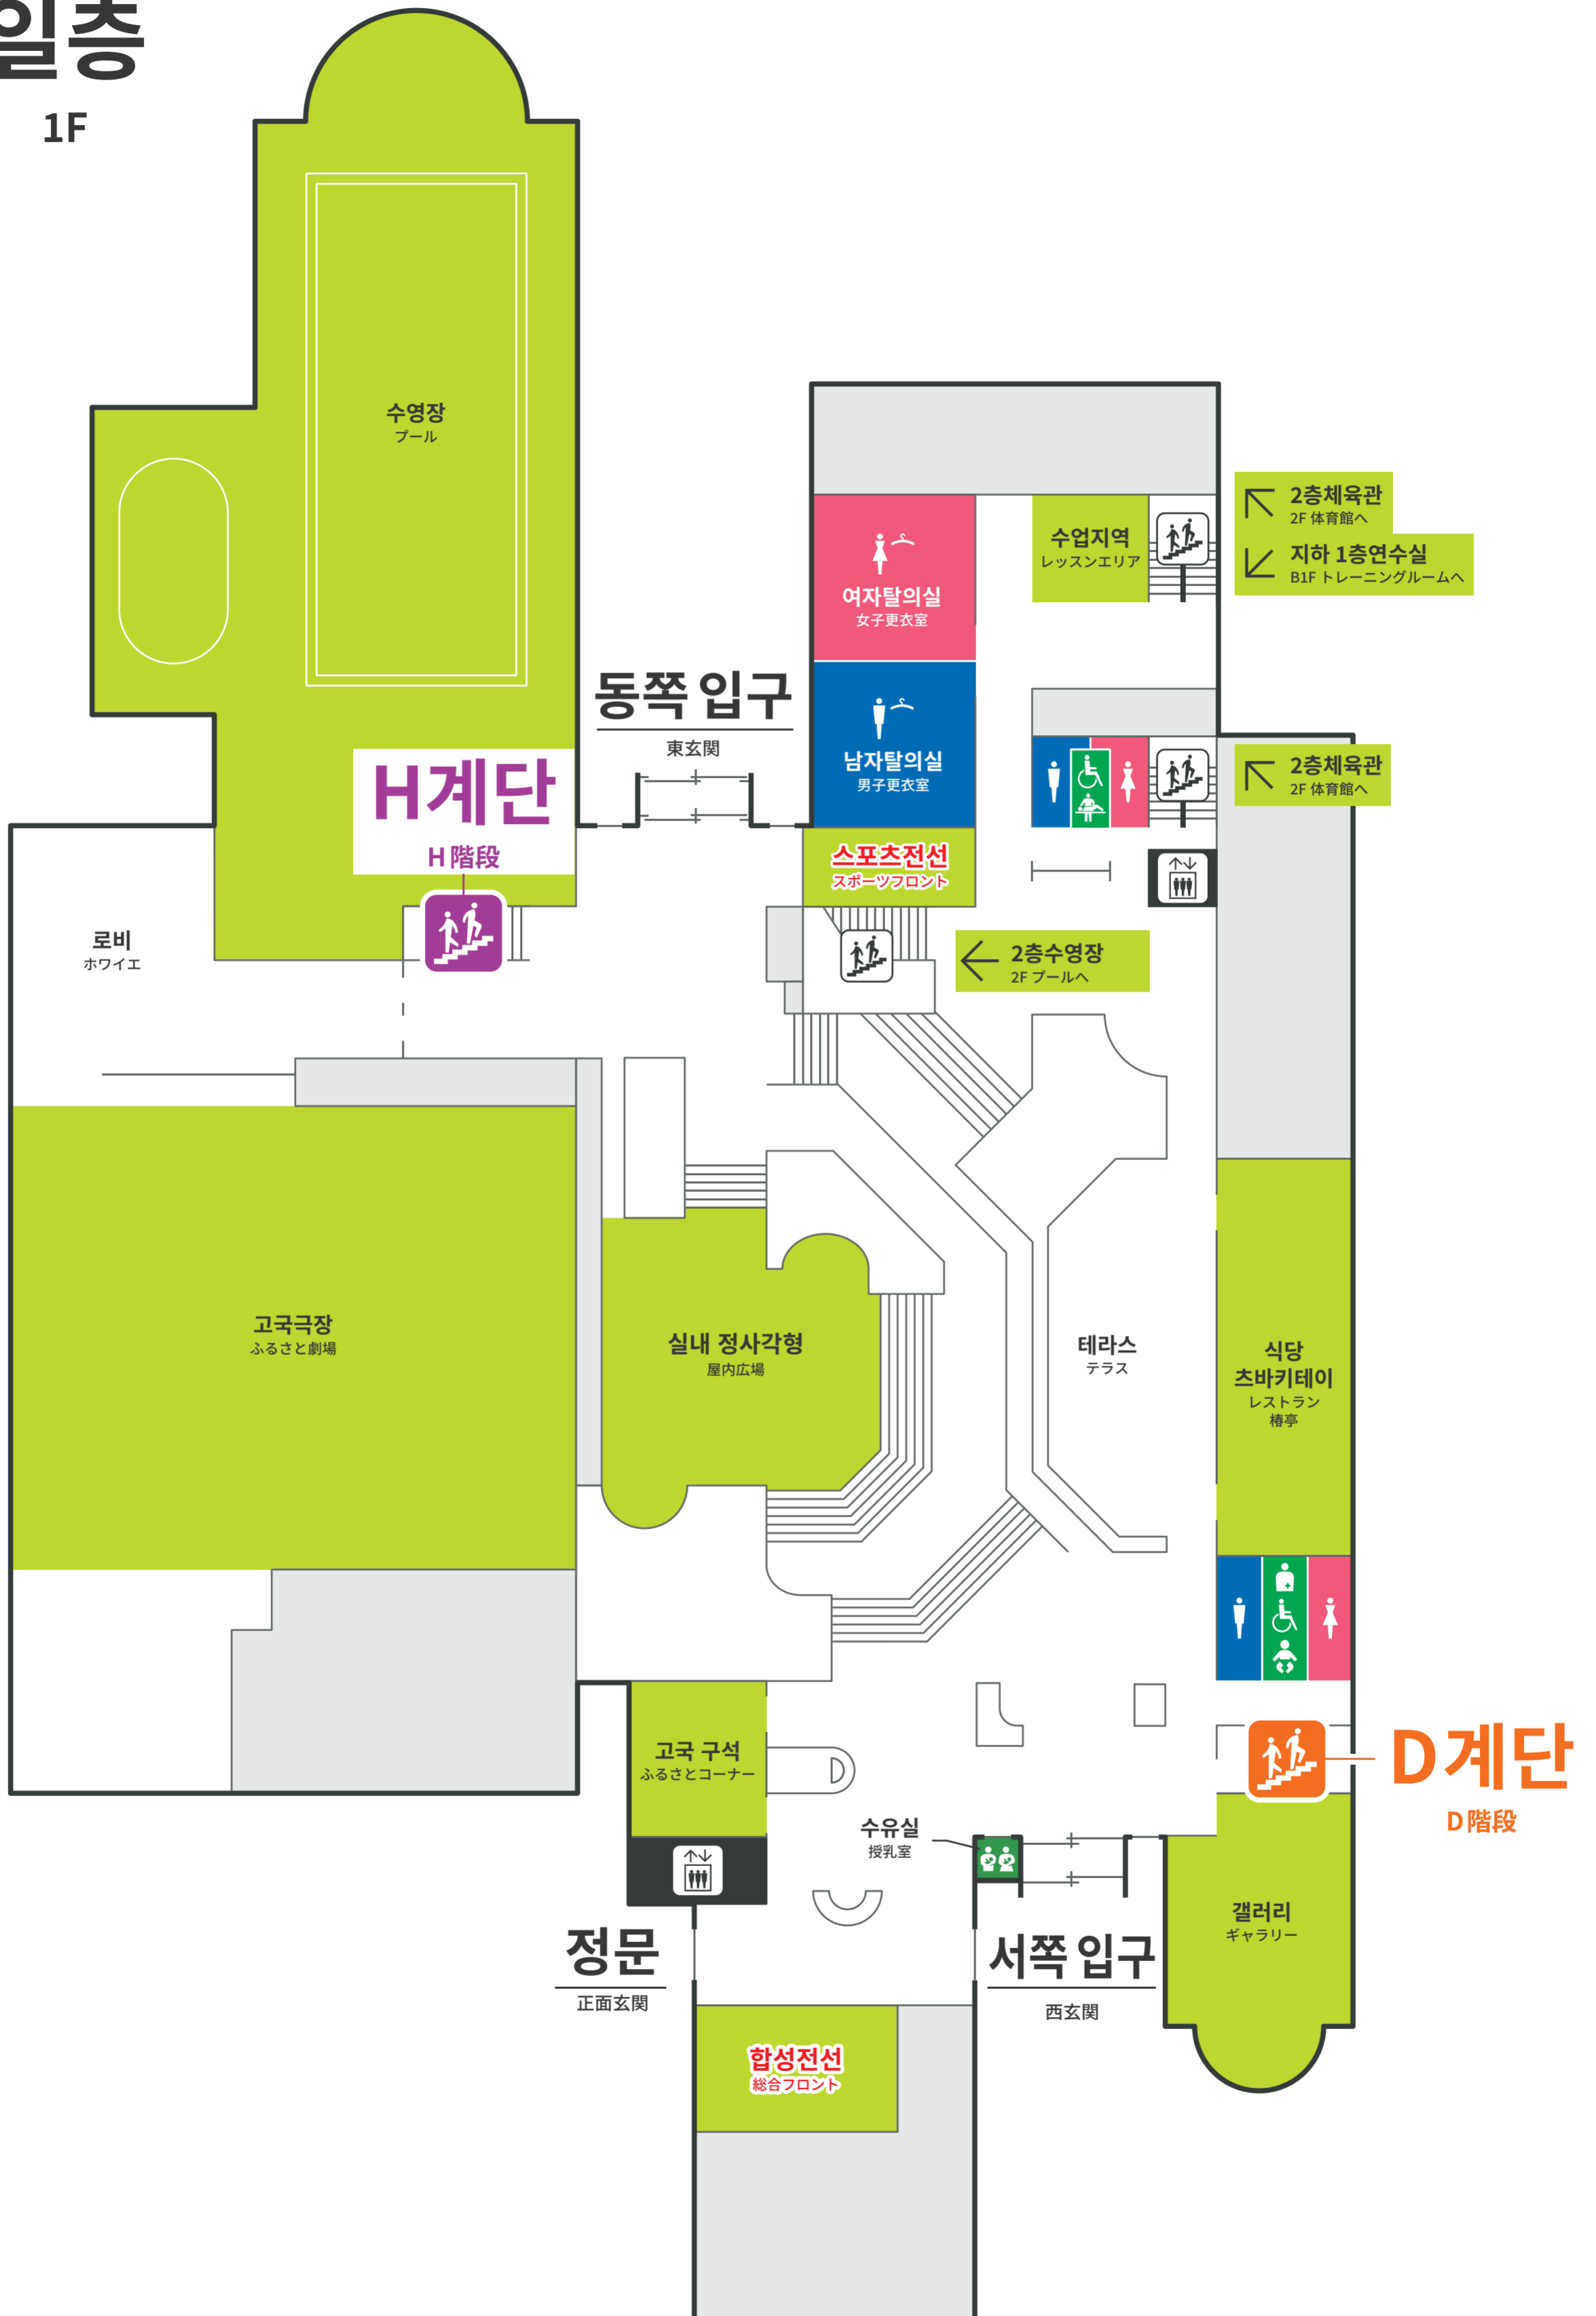 일층
1F
수영장
プール
2층체육관
2F 体育館へ
지하 1층연수실
B1F トレーニングルームへ
수업지역
レッスンエリア
여자탈의실
女子更衣室
동쪽 입구
東玄関
남자탈의실
男子更衣室
2층체육관
2F 体育館へ
H계단
H 階段
스포츠전선
スポーツフロント
로비
ホワイエ
2층수영장
2F プールへ
고국극장
ふるさと劇場
실내 정사각형
屋内広場
테라스
テラス
식당
츠바키테이
レストラン
椿亭
고국 구석
ふるさとコーナー
D계단
D 階段
수유실
授乳室
갤러리
ギャラリー
정문
正面玄関
서쪽 입구
西玄関
합성전선
総合フロント